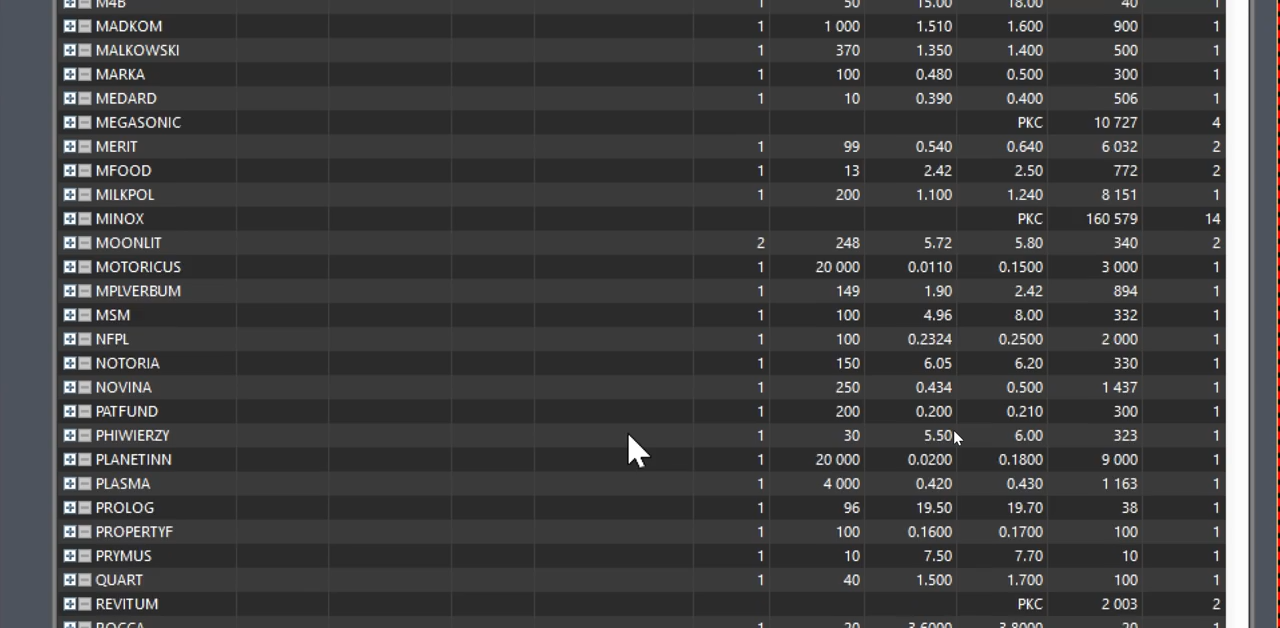 M4B 1 50 15.00 18.00 40 1
MADKOM 1 1 000 1.510 1.600 900 1
MALKOWSKI 1 370 1.350 1.400 500 1
MARKA 1 100 0.480 0.500 300 1
MEDARD 1 10 0.390 0.400 506 1
MEGASONIC PKC 10 727 4
MERIT 1 99 0.540 0.640 6 032 2
MFOOD 1 13 2.42 2.50 772 2
MILKPOL 1 200 1.100 1.240 8 151 1
MINOX PKC 160 579 14
MOONLIT 2 248 5.72 5.80 340 2
MOTORICUS 1 20 000 0.0110 0.1500 3 000 1
MPLVERBUM 1 149 1.90 2.42 894 1
MSM 1 100 4.96 8.00 332 1
NFPL 1 100 0.2324 0.2500 2 000 1
NOTORIA 1 150 6.05 6.20 330 1
NOVINA 1 250 0.434 0.500 1 437 1
PATFUND 1 200 0.200 0.210 300 1
PHIWIERZY 1 30 5.50 6.00 323 1
PLANETINN 1 20 000 0.0200 0.1800 9 000 1
PLASMA 1 4 000 0.420 0.430 1 163 1
PROLOG 1 96 19.50 19.70 38 1
PROPERTYF 1 100 0.1600 0.1700 100 1
PRYMUS 1 10 7.50 7.70 10 1
QUART 1 40 1.500 1.700 100 1
REVITUM PKC 2 003 2